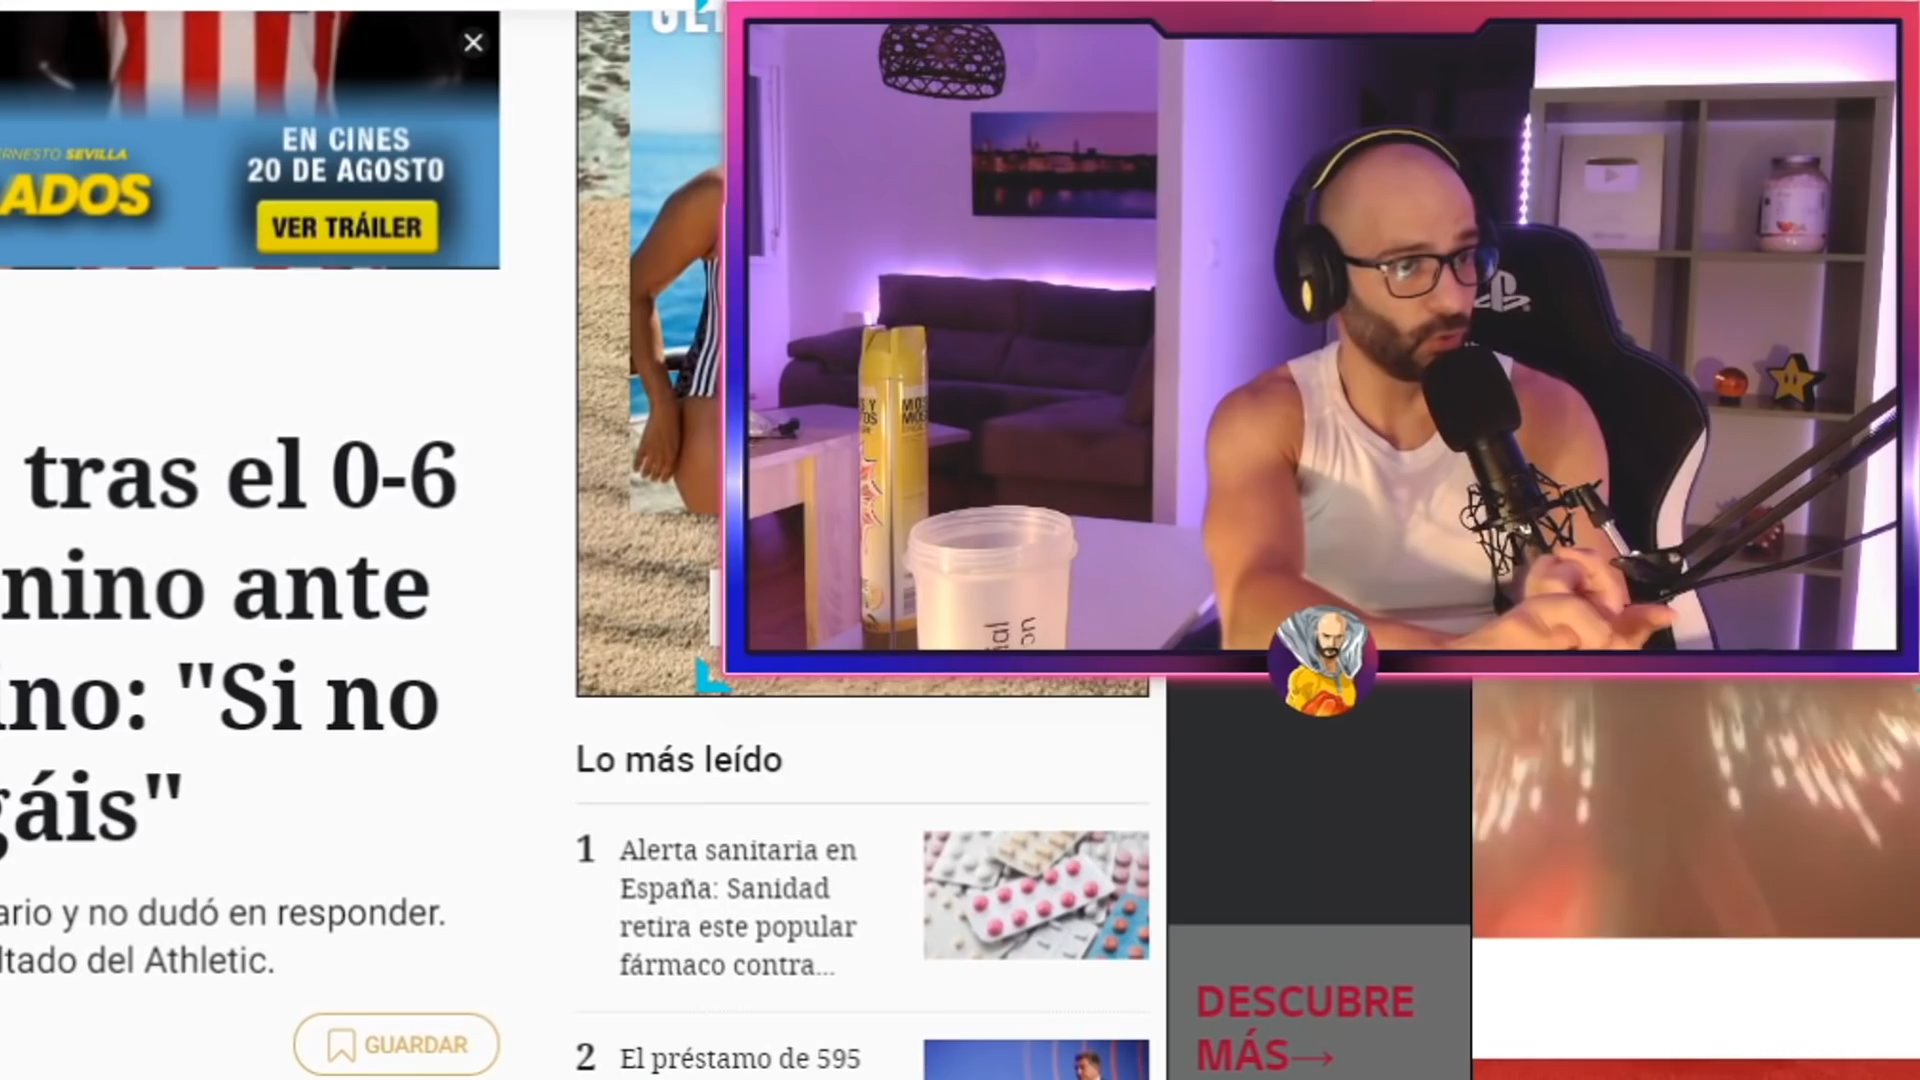 ERNESTO SEVILLA
ADOS
EN CINES
20 DE AGOSTO
VER TRÁILER
tras el 0-6
nino ante
ino: "Si no
gáis"
ario y no dudó en responder.
ltado del Athletic.
GUARDAR
Lo más leído
1 Alerta sanitaria en
España: Sanidad
retira este popular
fármaco contra...
2 El préstamo de 595
DESCUBRE
MÁS→